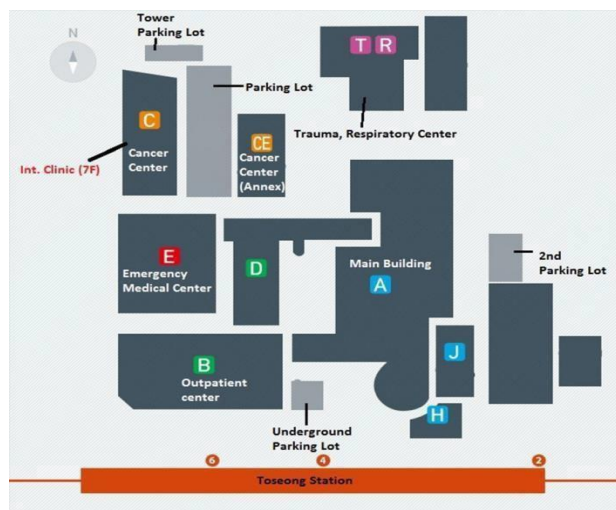 Tower
Parking Lot
N
T R
Parking Lot
C
CE
Trauma, Respiratory Center
Int. Clinic (7F)
Cancer
Center
Cancer
Center
(Annex)
E
Emergency
Medical Center
D
Main Building
A
2nd
Parking Lot
B
Outpatient
center
J
H
Underground
Parking Lot
6
4
2
Toseong Station